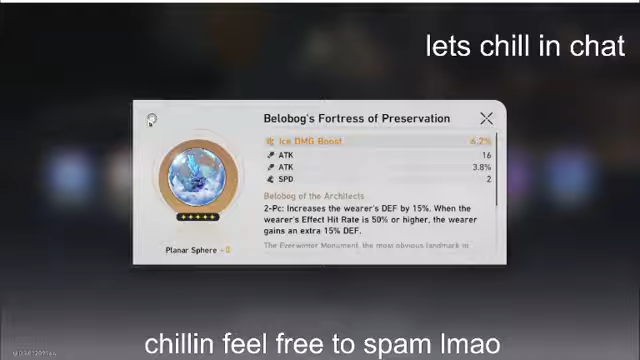 lets chill in chat
Belobog's Fortress of Preservation
Ice DMG Boost 6.2%
ATK 16
ATK 3.8%
SPD 2
Belobog of the Architects
2-Pc: Increases the wearer's DEF by 15%. When the
wearer's Effect Hit Rate is 50% or higher, the wearer
gains an extra 15% DEF.
The Everwinter Monument, the most obvious landmark in
Planar Sphere
chillin feel free to spam lmao